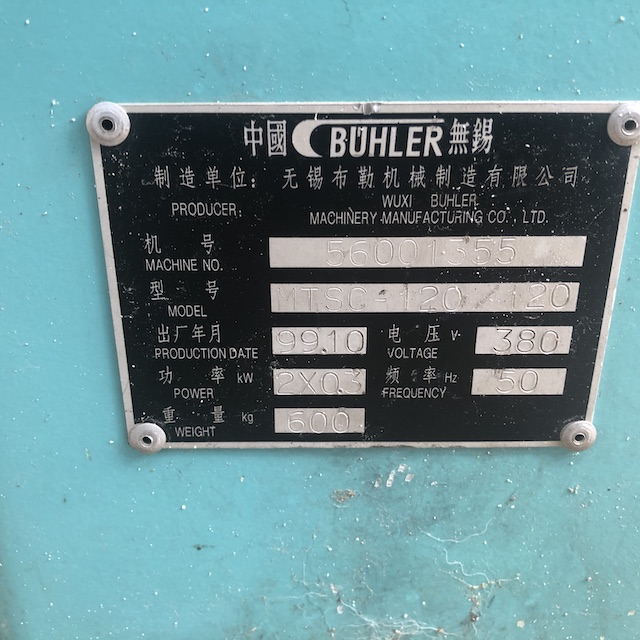 中國 BUHLER 無錫
制造单位: 无锡布勒机械制造有限公司
PRODUCER: WUXI BUHLER
MACHINERY MANUFACTURING CO., LTD.
机 号 56001355
MACHINE NO.
型 号 MTSC-120/120
MODEL
出厂年月 9910 电 压 V 380
PRODUCTION DATE VOLTAGE
功 率 kW 2X0.3 频 率 Hz 50
POWER FREQUENCY
重 量 kg 600
WEIGHT